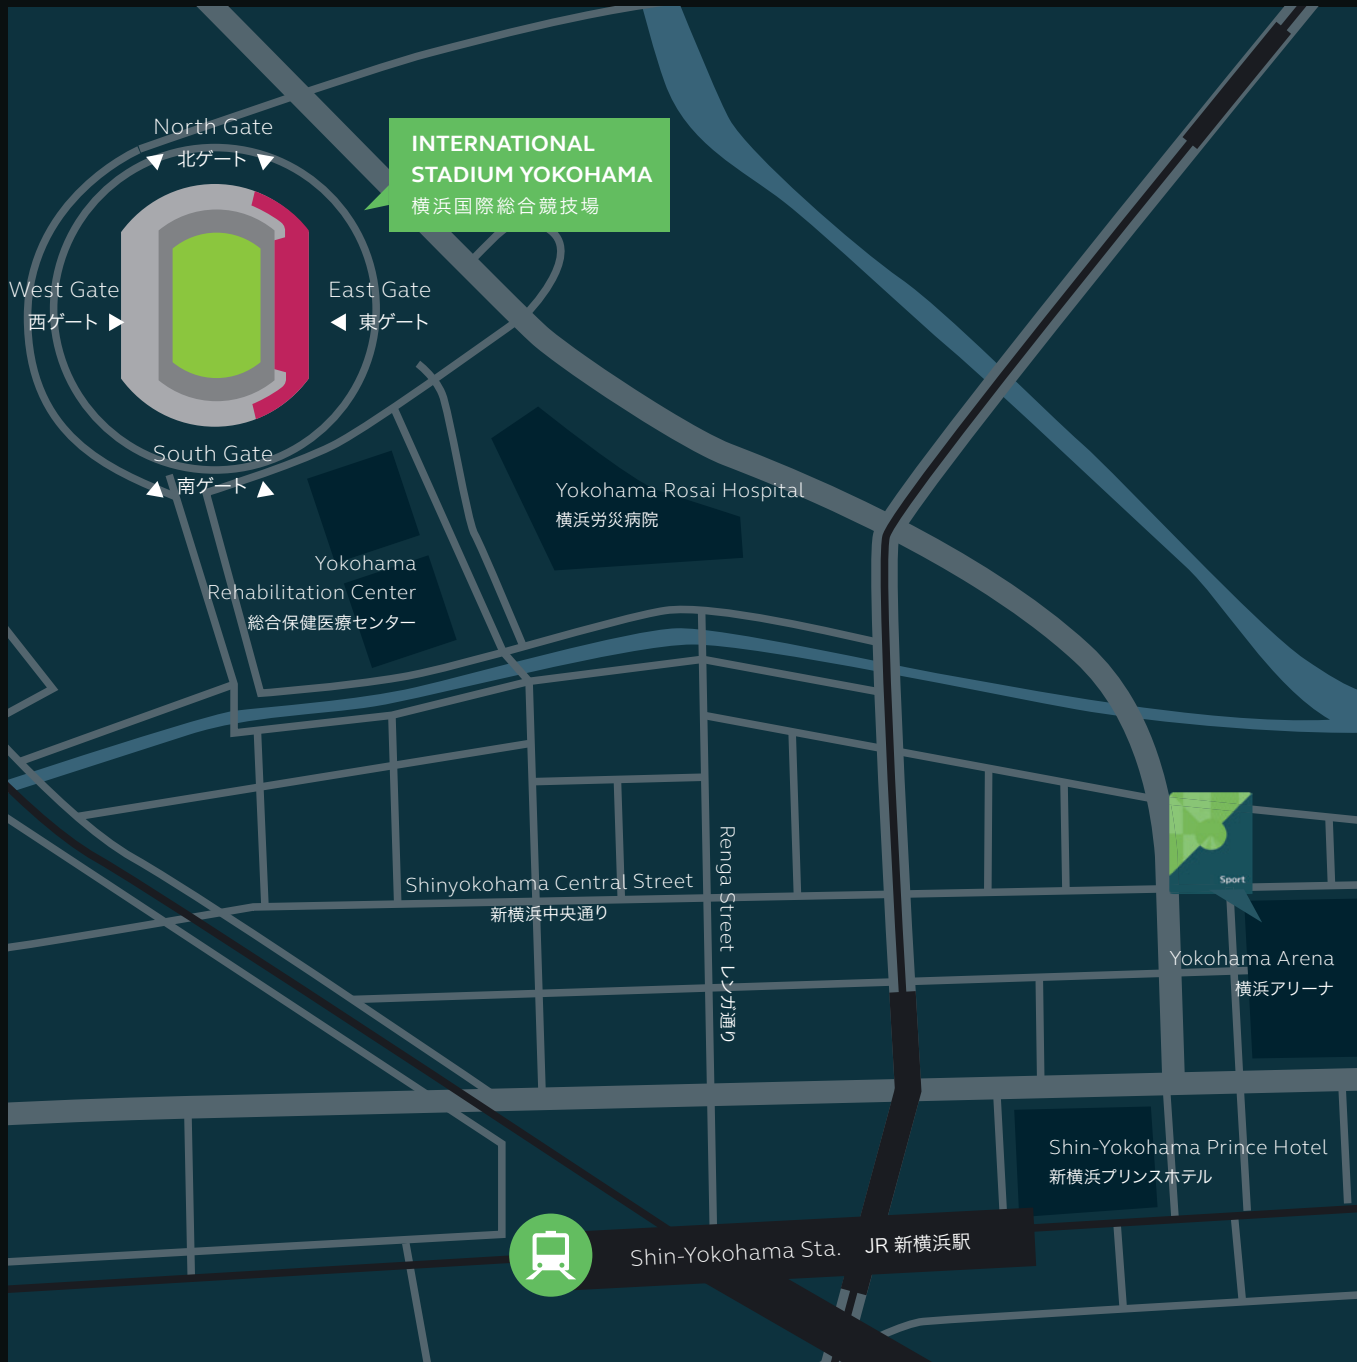 North Gate
北ゲート
INTERNATIONAL
STADIUM YOKOHAMA
横浜国際総合競技場
West Gate
西ゲート
East Gate
東ゲート
South Gate
南ゲート
Yokohama Rosai Hospital
横浜労災病院
Yokohama
Rehabilitation Center
総合保健医療センター
Shinyokohama Central Street
新横浜中央通り
Renga Street レンガ通り
Sport
Yokohama Arena
横浜アリーナ
Shin-Yokohama Prince Hotel
新横浜プリンスホテル
Shin-Yokohama Sta. JR 新横浜駅